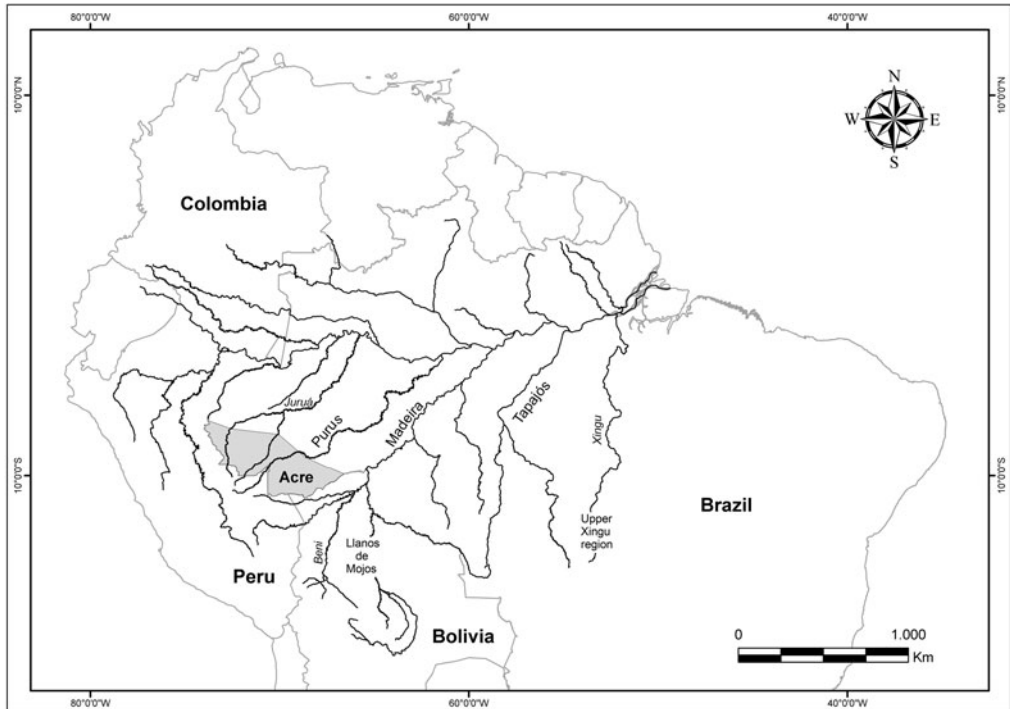 80°0'0"W
60°0'0"W
40°0'0"W
10°0'0"N
10°0'0"N
N
W
E
S
Colombia
Juruá
Purus
Madeira
Tapajós
Xingu
10°0'0"S
10°0'0"S
Acre
Brazil
Upper
Xingu
region
Beni
Llanos
de
Mojos
Peru
Bolivia
0
1.000
Km
80°0'0"W
60°0'0"W
40°0'0"W